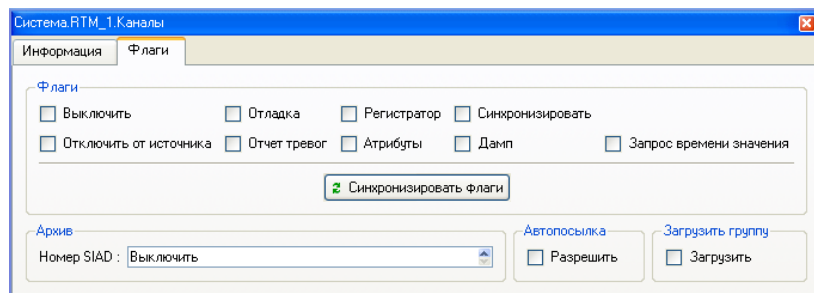 Система.RTM_1.Каналы
Информация Флаги
Флаги
Выключить Отладка Регистратор Синхронизировать
Отключить от источника Отчет тревог Атрибуты Дамп Запрос времени значения
Синхронизировать флаги
Архив Автопосылка Загрузить группу
Номер SIAD : Выключить Разрешить Загрузить